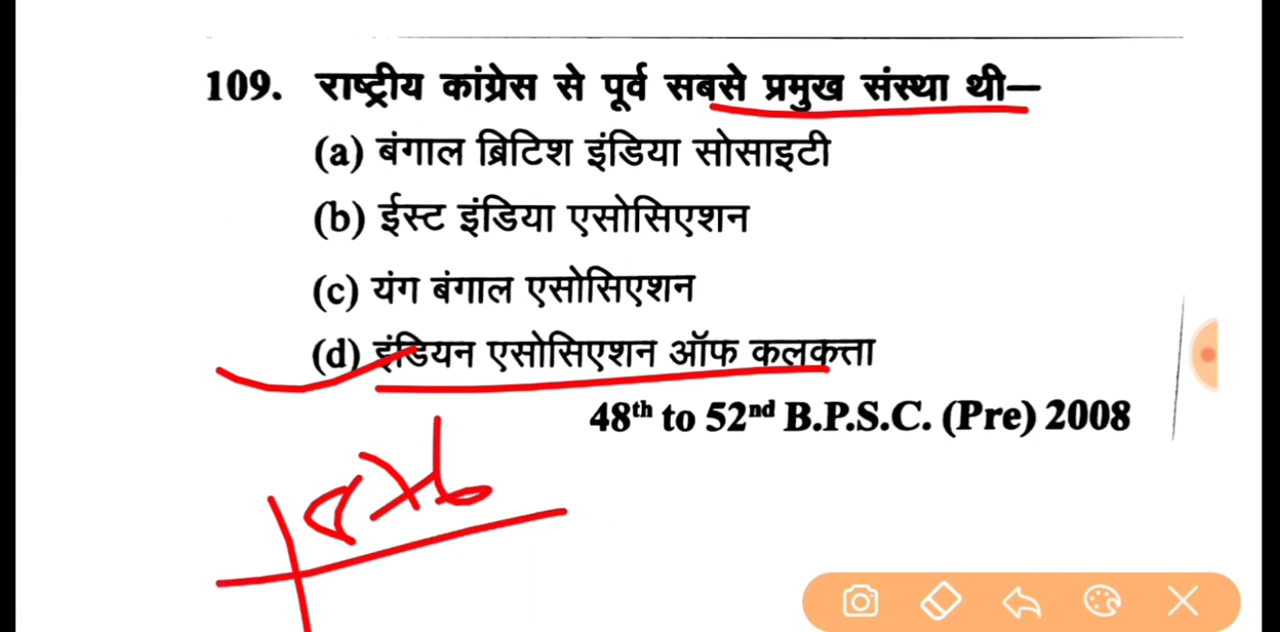 109. राष्ट्रीय कांग्रेस से पूर्व सबसे प्रमुख संस्था थी—
(a) बंगाल ब्रिटिश इंडिया सोसाइटी
(b) ईस्ट इंडिया एसोसिएशन
(c) यंग बंगाल एसोसिएशन
(d) इंडियन एसोसिएशन ऑफ कलकत्ता
48th to 52nd B.P.S.C. (Pre) 2008
1876